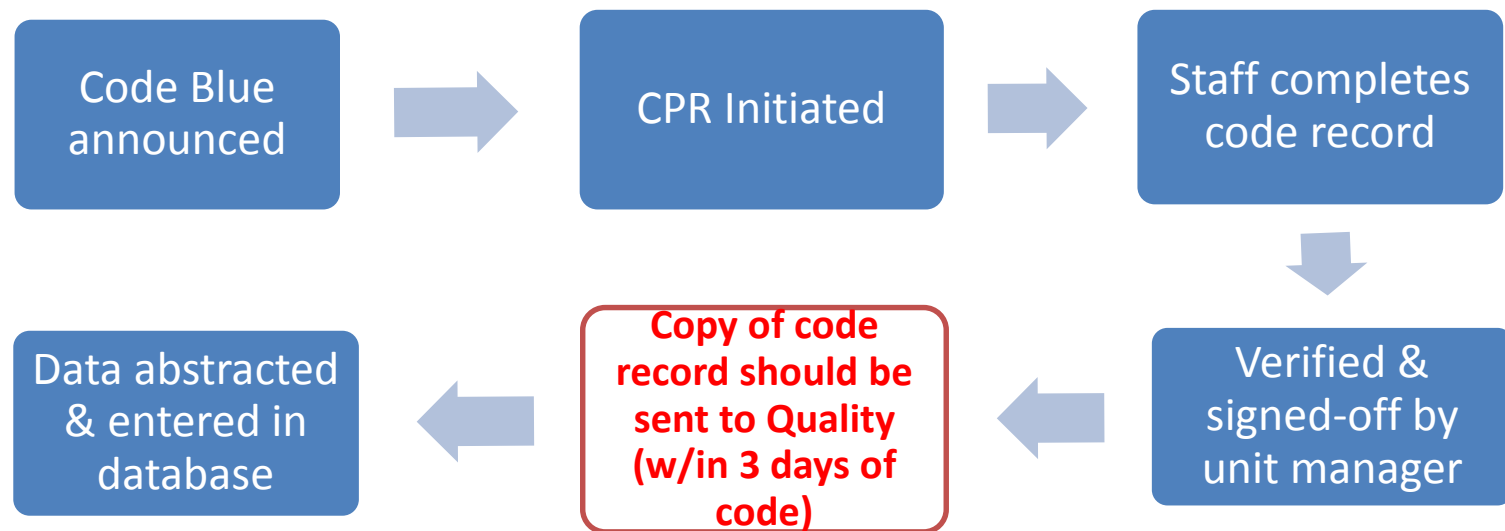 Code Blue
announced
CPR Initiated
Staff completes
code record
Verified &
signed-off by
unit manager
Copy of code
record should be
sent to Quality
(w/in 3 days of
code)
Data abstracted
& entered in
database